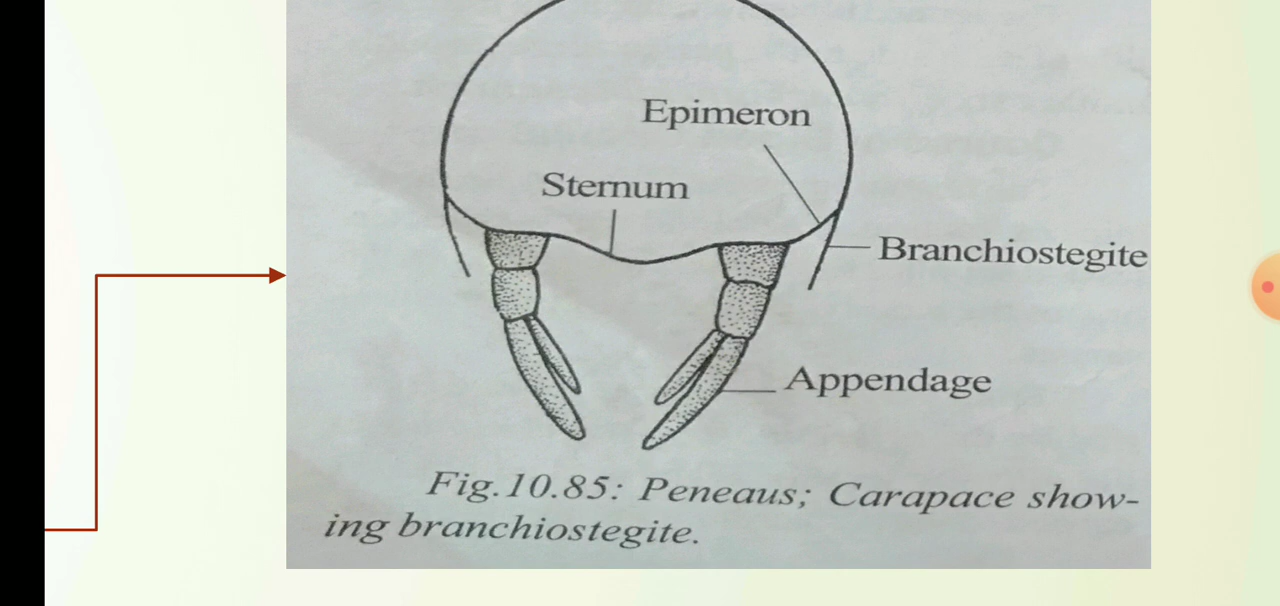 Epimeron
Sternum
Branchiostegite
Appendage
Fig.10.85: Peneaus; Carapace show-
ing branchiostegite.